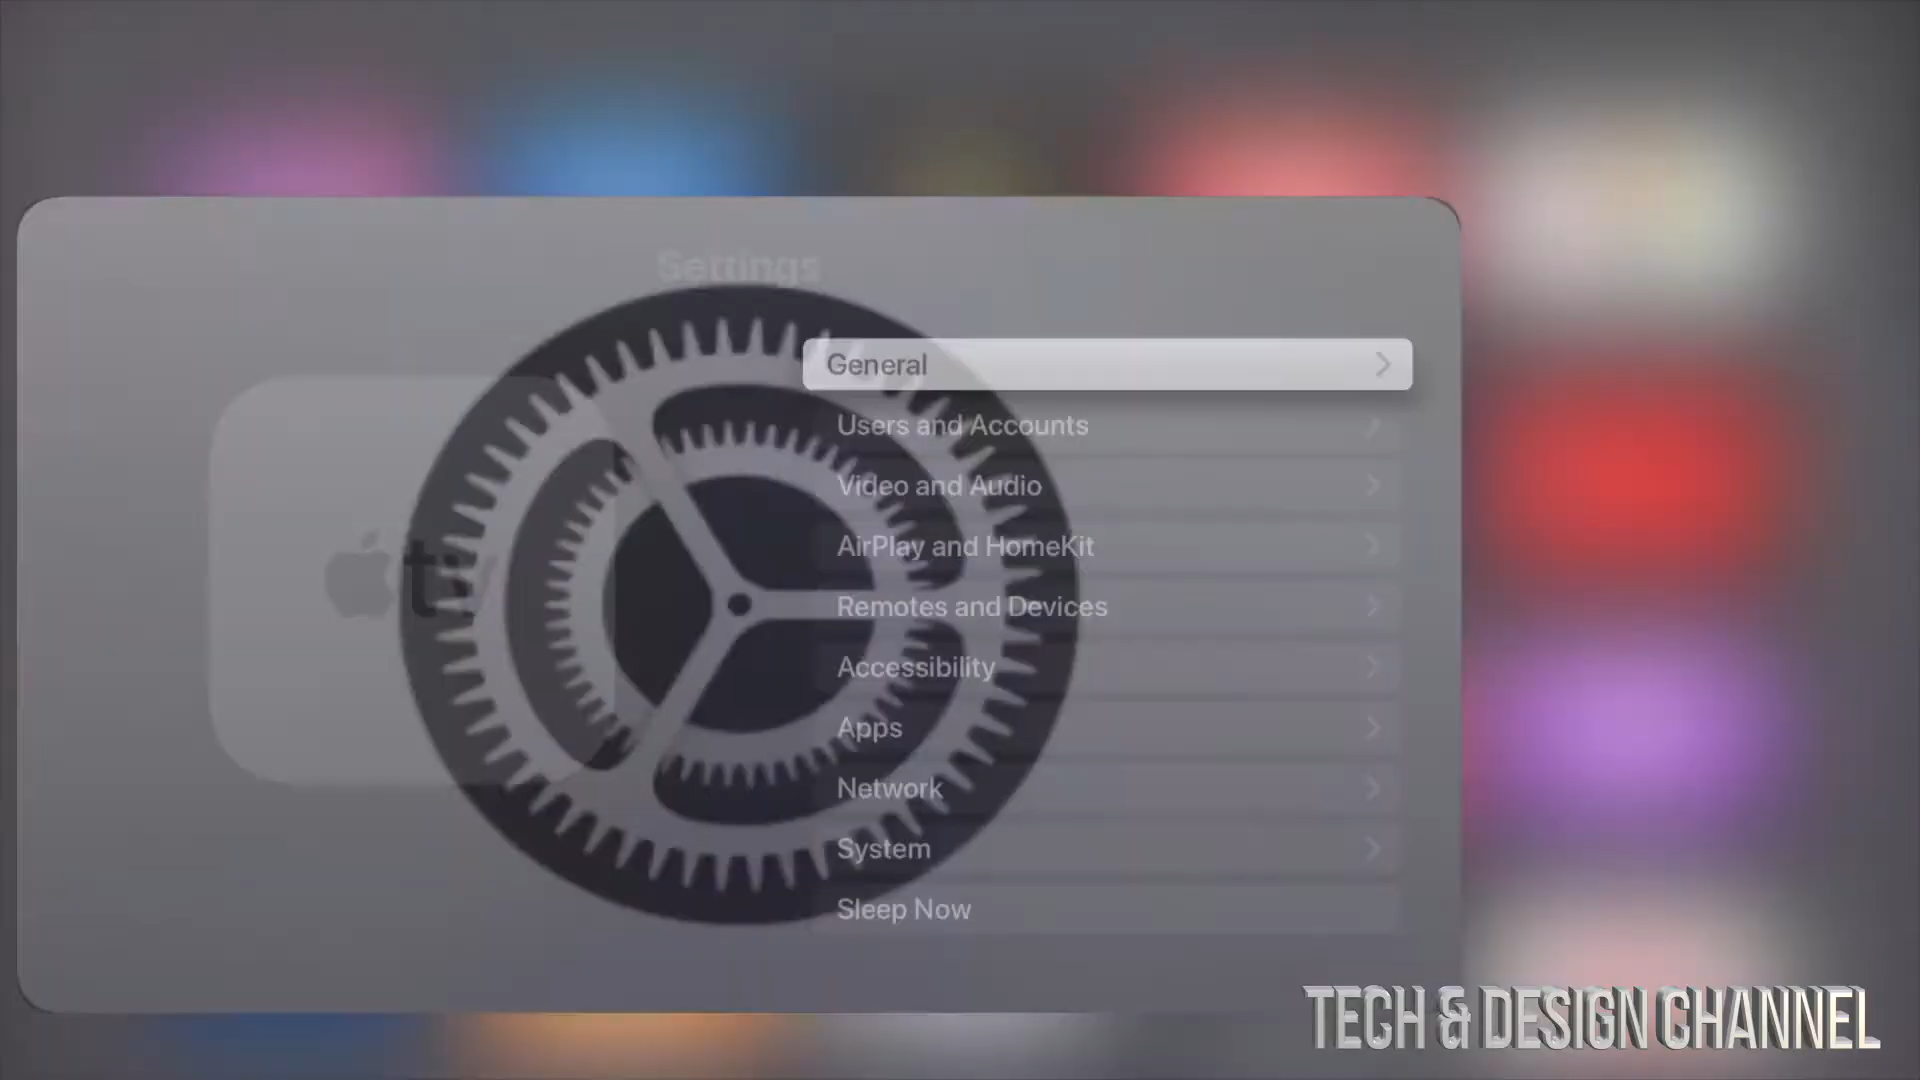 Settings
General
Users and Accounts
Video and Audio
AirPlay and HomeKit
tv
Remotes and Devices
Accessibility
Apps
Network
System
Sleep Now
TECH & DESIGN CHANNEL